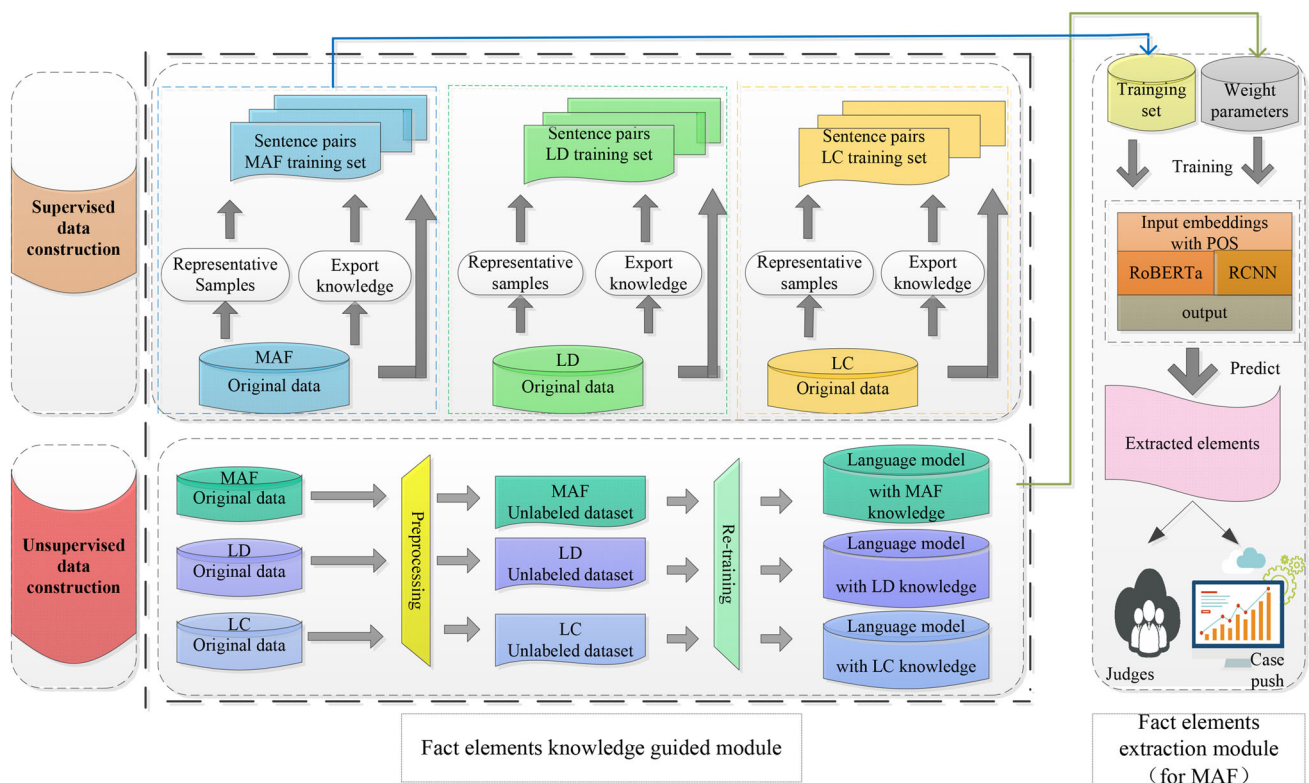 Supervised
data
construction
Sentence pairs
MAF training set
Representative
Samples
Export
knowledge
MAF
Original data
Sentence pairs
LD training set
Representative
samples
Export
knowledge
LD
Original data
Sentence pairs
LC training set
Representative
samples
Export
knowledge
LC
Original data
Unsupervised
data
construction
MAF
Original data
LD
Original data
LC
Original data
Preprocessing
MAF
Unlabeled dataset
LD
Unlabeled dataset
LC
Unlabeled dataset
Re-training
Language model
with MAF
knowledge
Language model
with LD knowledge
Language model
with LC knowledge
Fact elements knowledge guided module
Trainging
set
Weight
parameters
Training
Input embeddings
with POS
RoBERTa
RCNN
output
Predict
Extracted elements
Judges
Case
push
Fact elements
extraction module
（for MAF）